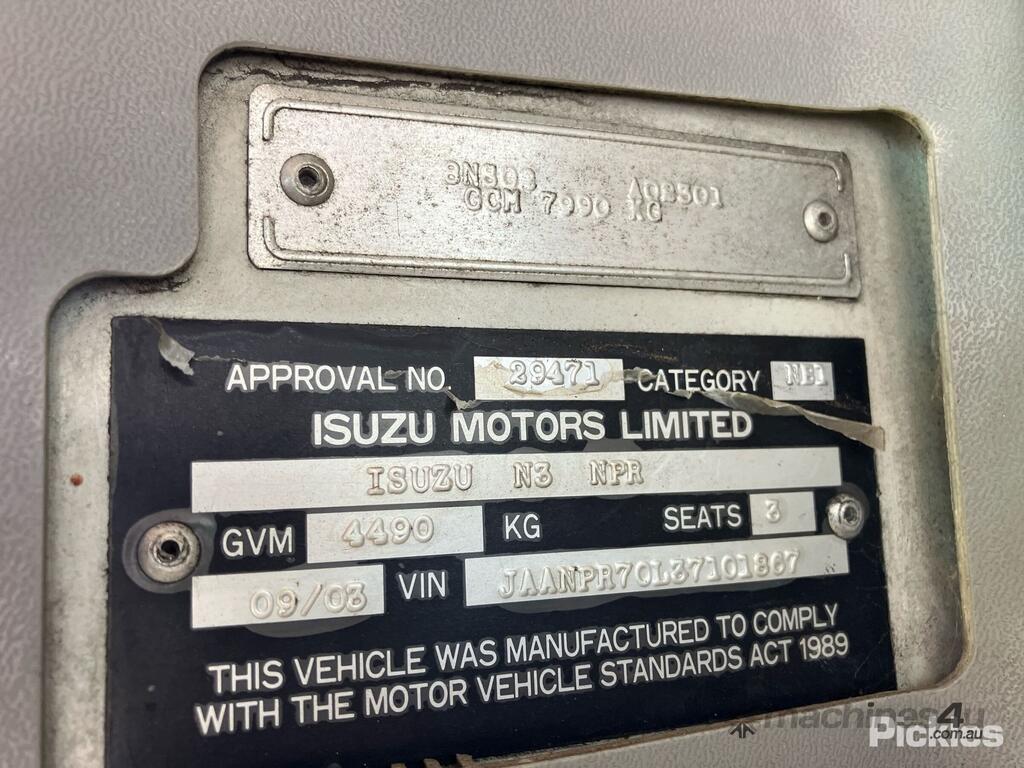 GCM 7990 KG
APPROVAL NO. 29471 CATEGORY NB1
ISUZU MOTORS LIMITED
ISUZU N3 NPR
GVM 4490 KG SEATS 3
09/03 VIN JAANPR70L37101867
THIS VEHICLE WAS MANUFACTURED TO COMPLY
WITH THE MOTOR VEHICLE STANDARDS ACT 1989
machines4u
.com.au
Pickles